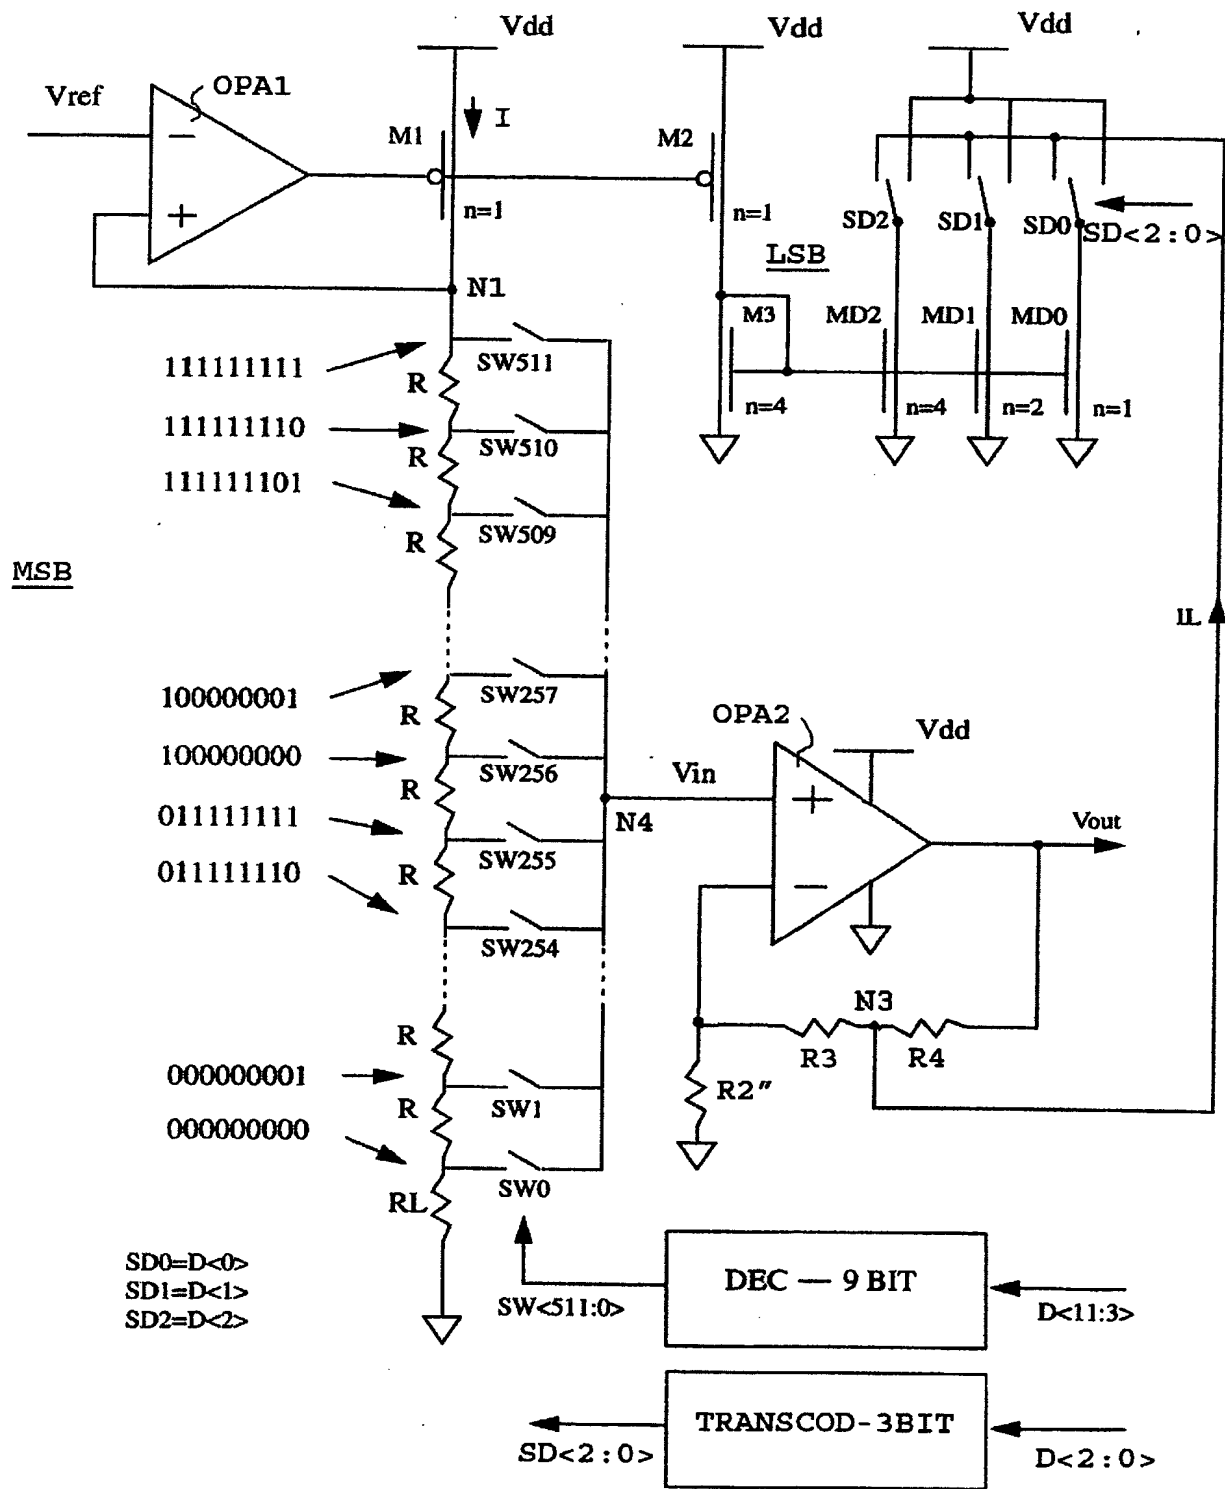 Vdd
Vdd
Vdd
OPA1
Vref
I
M1
M2
n=1
n=1
SD2
SD1
SD0
SD<2:0>
LSB
N1
M3
MD2
MD1
MD0
n=4
n=4
n=2
n=1
111111111
R
SW511
111111110
R
SW510
111111101
R
SW509
MSB
IL
100000001
R
SW257
OPA2
Vdd
100000000
R
SW256
Vin
N4
Vout
011111111
R
SW255
011111110
SW254
N3
R3
R4
R2"
R
000000001
R
SW1
000000000
RL
SW0
SD0=D<0>
SD1=D<1>
SD2=D<2>
SW<511:0>
DEC — 9 BIT
D<11:3>
SD<2:0>
TRANSCOD-3BIT
D<2:0>